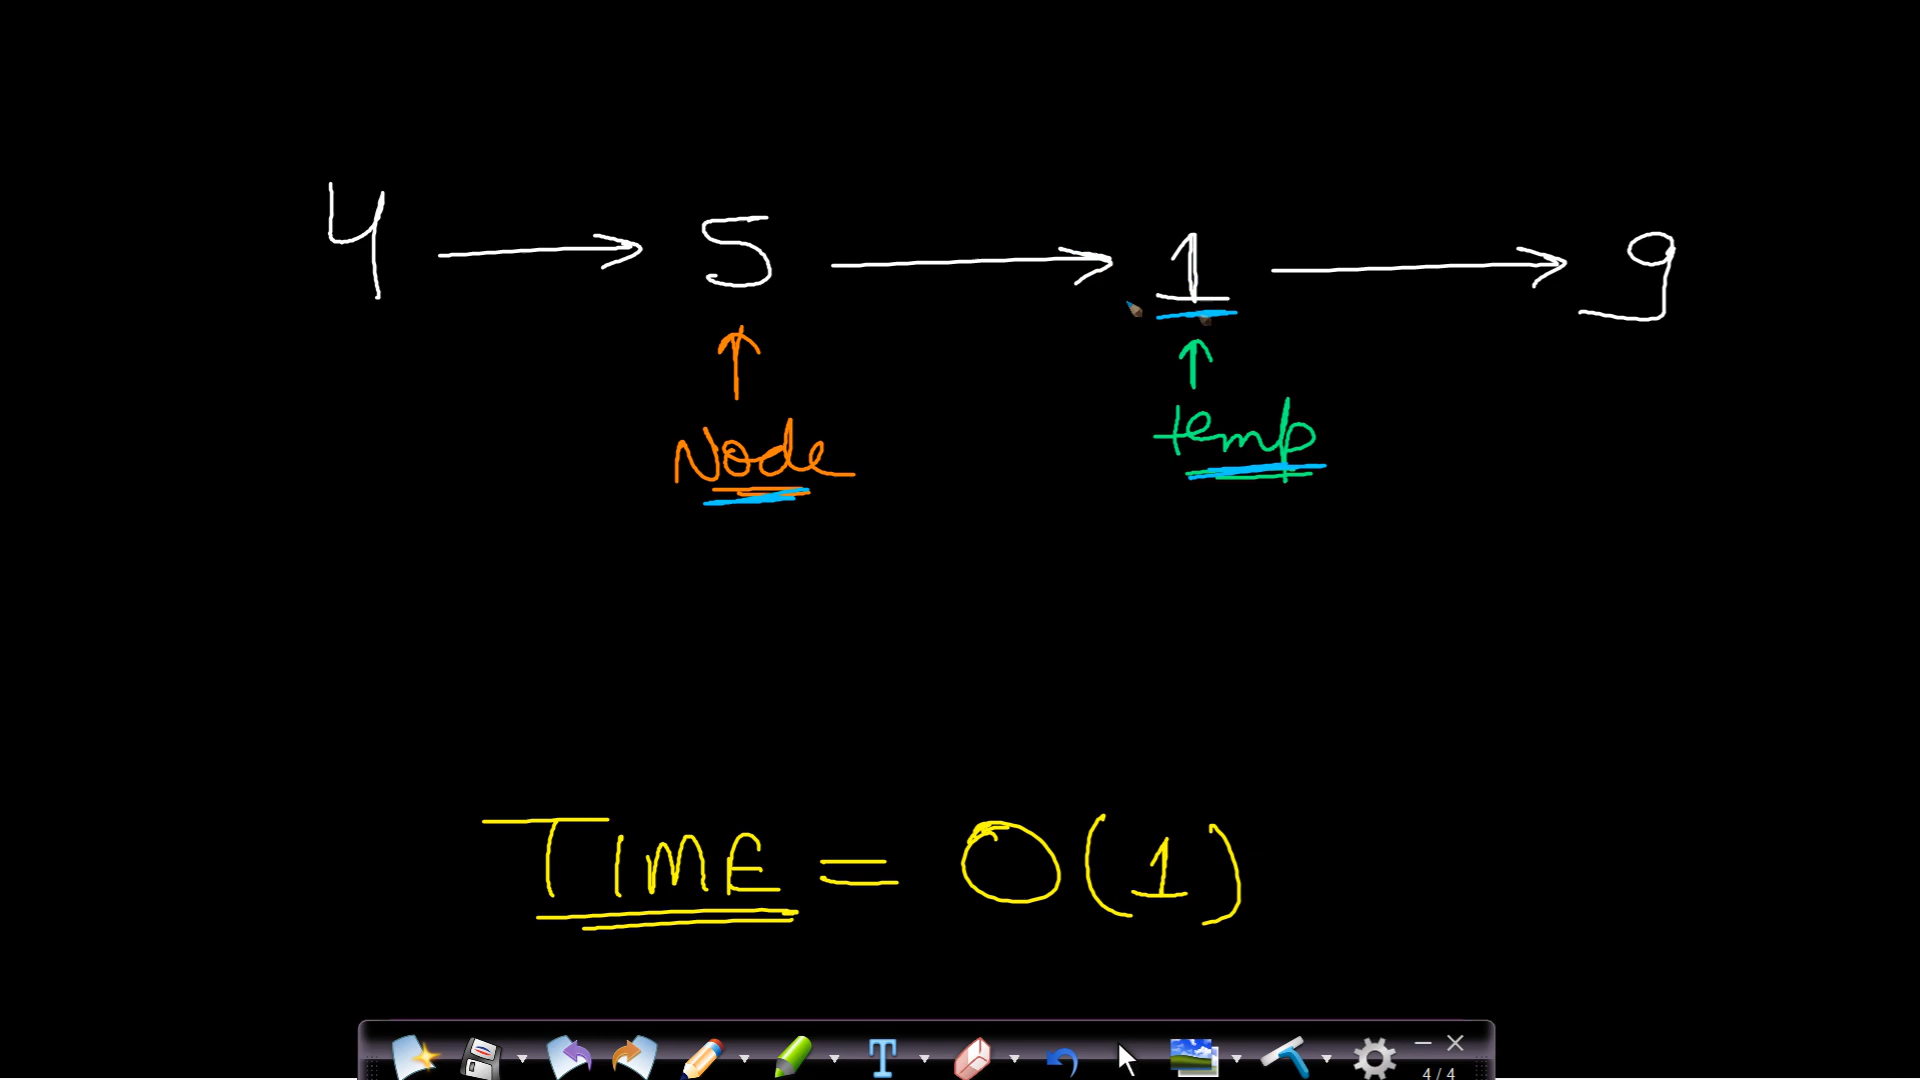 4 → 5 → 1 → 9
Node temp
TIME = O(1)
T
4 / 4